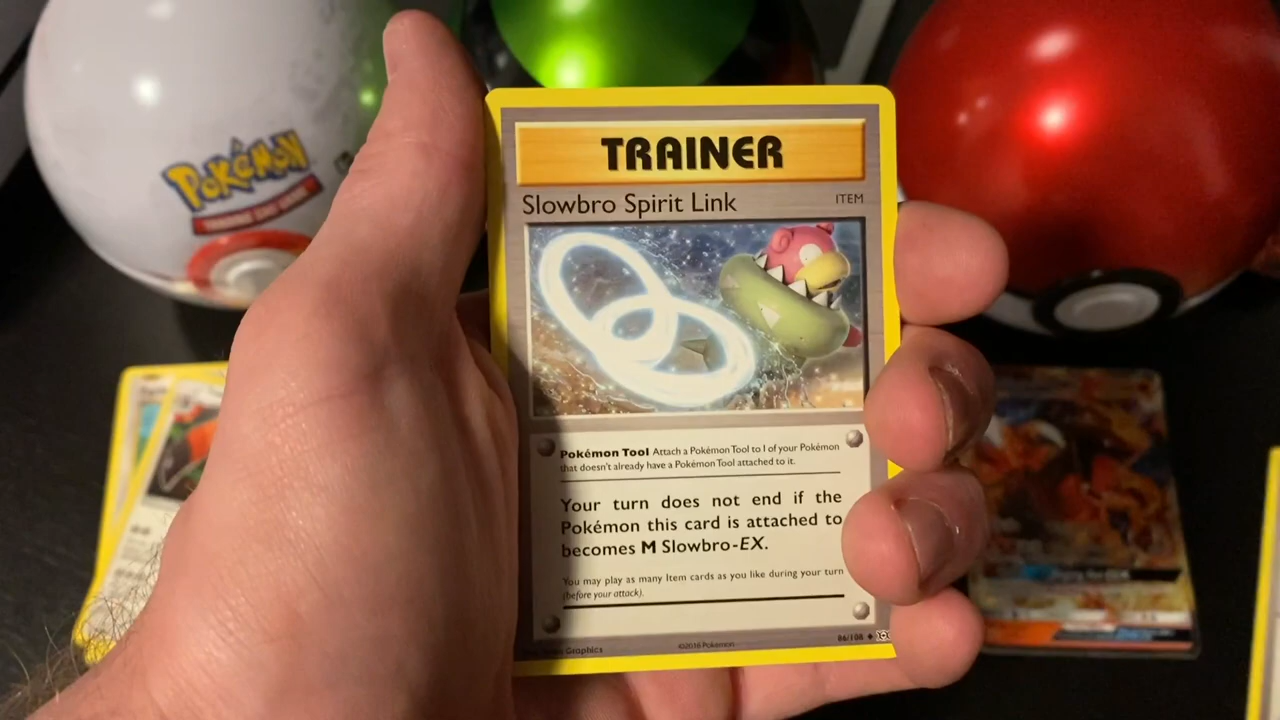 POKÉMON
TRAINER
Slowbro Spirit Link
ITEM
Pokémon Tool Attach a Pokémon Tool to 1 of your Pokémon
that doesn't already have a Pokémon Tool attached to it.
Your turn does not end if the
Pokémon this card is attached to
becomes M Slowbro-EX.
You may play as many Item cards as you like during your turn
(before your attack).
86/108
Graphics
©2016 Pokémon